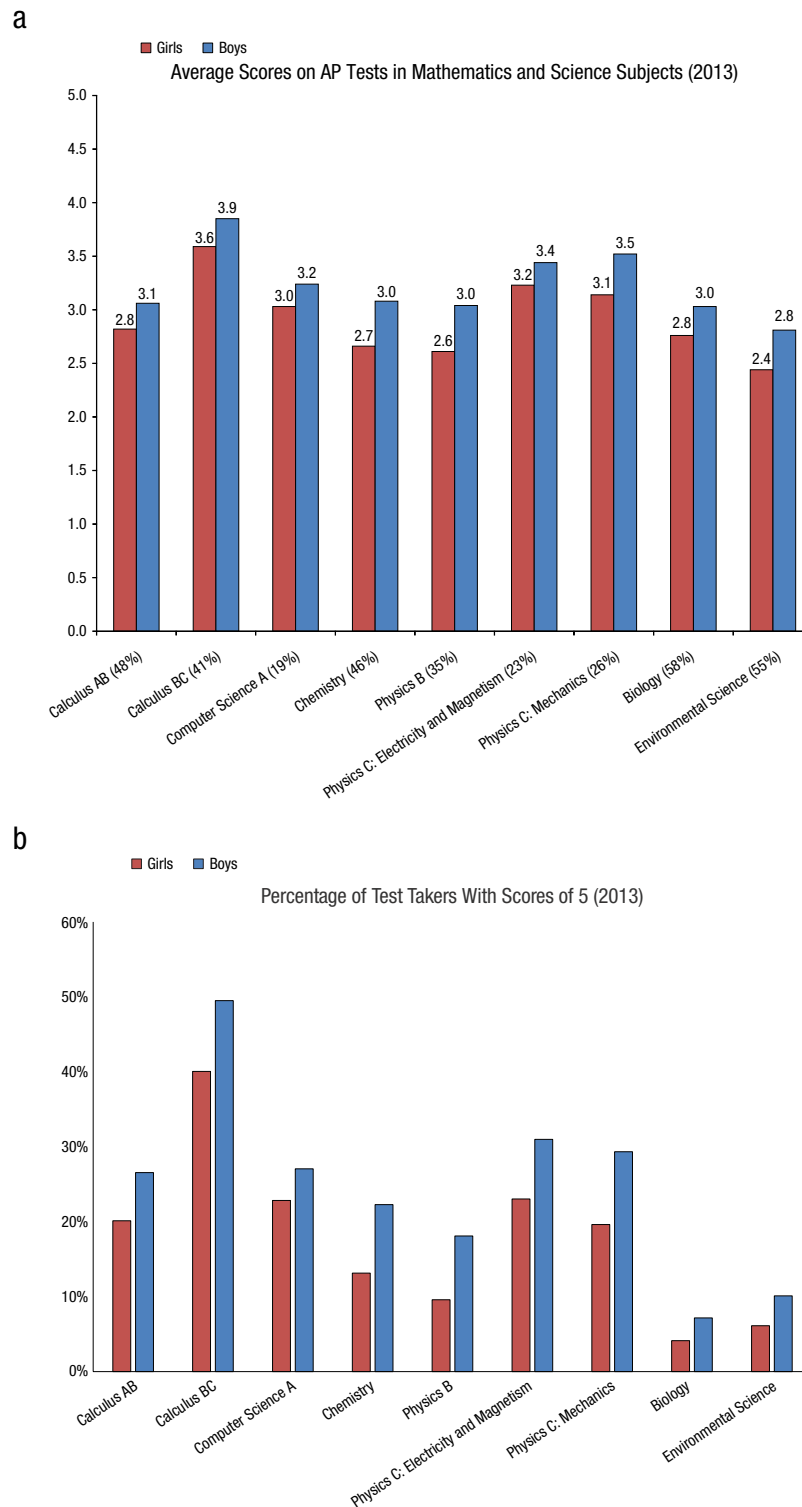 a
Girls Boys
Average Scores on AP Tests in Mathematics and Science Subjects (2013)
5.0
4.5
4.0
3.5
3.0
2.5
2.0
1.5
1.0
0.5
0.0
2.8
3.1
3.6
3.9
3.0
3.2
2.7
3.0
2.6
3.0
3.2
3.4
3.1
3.5
2.8
3.0
2.4
2.8
Calculus AB (48%)
Calculus BC (41%)
Computer Science A (19%)
Chemistry (46%)
Physics B (35%)
Physics C: Electricity and Magnetism (23%)
Physics C: Mechanics (26%)
Biology (58%)
Environmental Science (55%)
b
Girls Boys
Percentage of Test Takers With Scores of 5 (2013)
60%
50%
40%
30%
20%
10%
0%
Calculus AB
Calculus BC
Computer Science A
Chemistry
Physics B
Physics C: Electricity and Magnetism
Physics C: Mechanics
Biology
Environmental Science